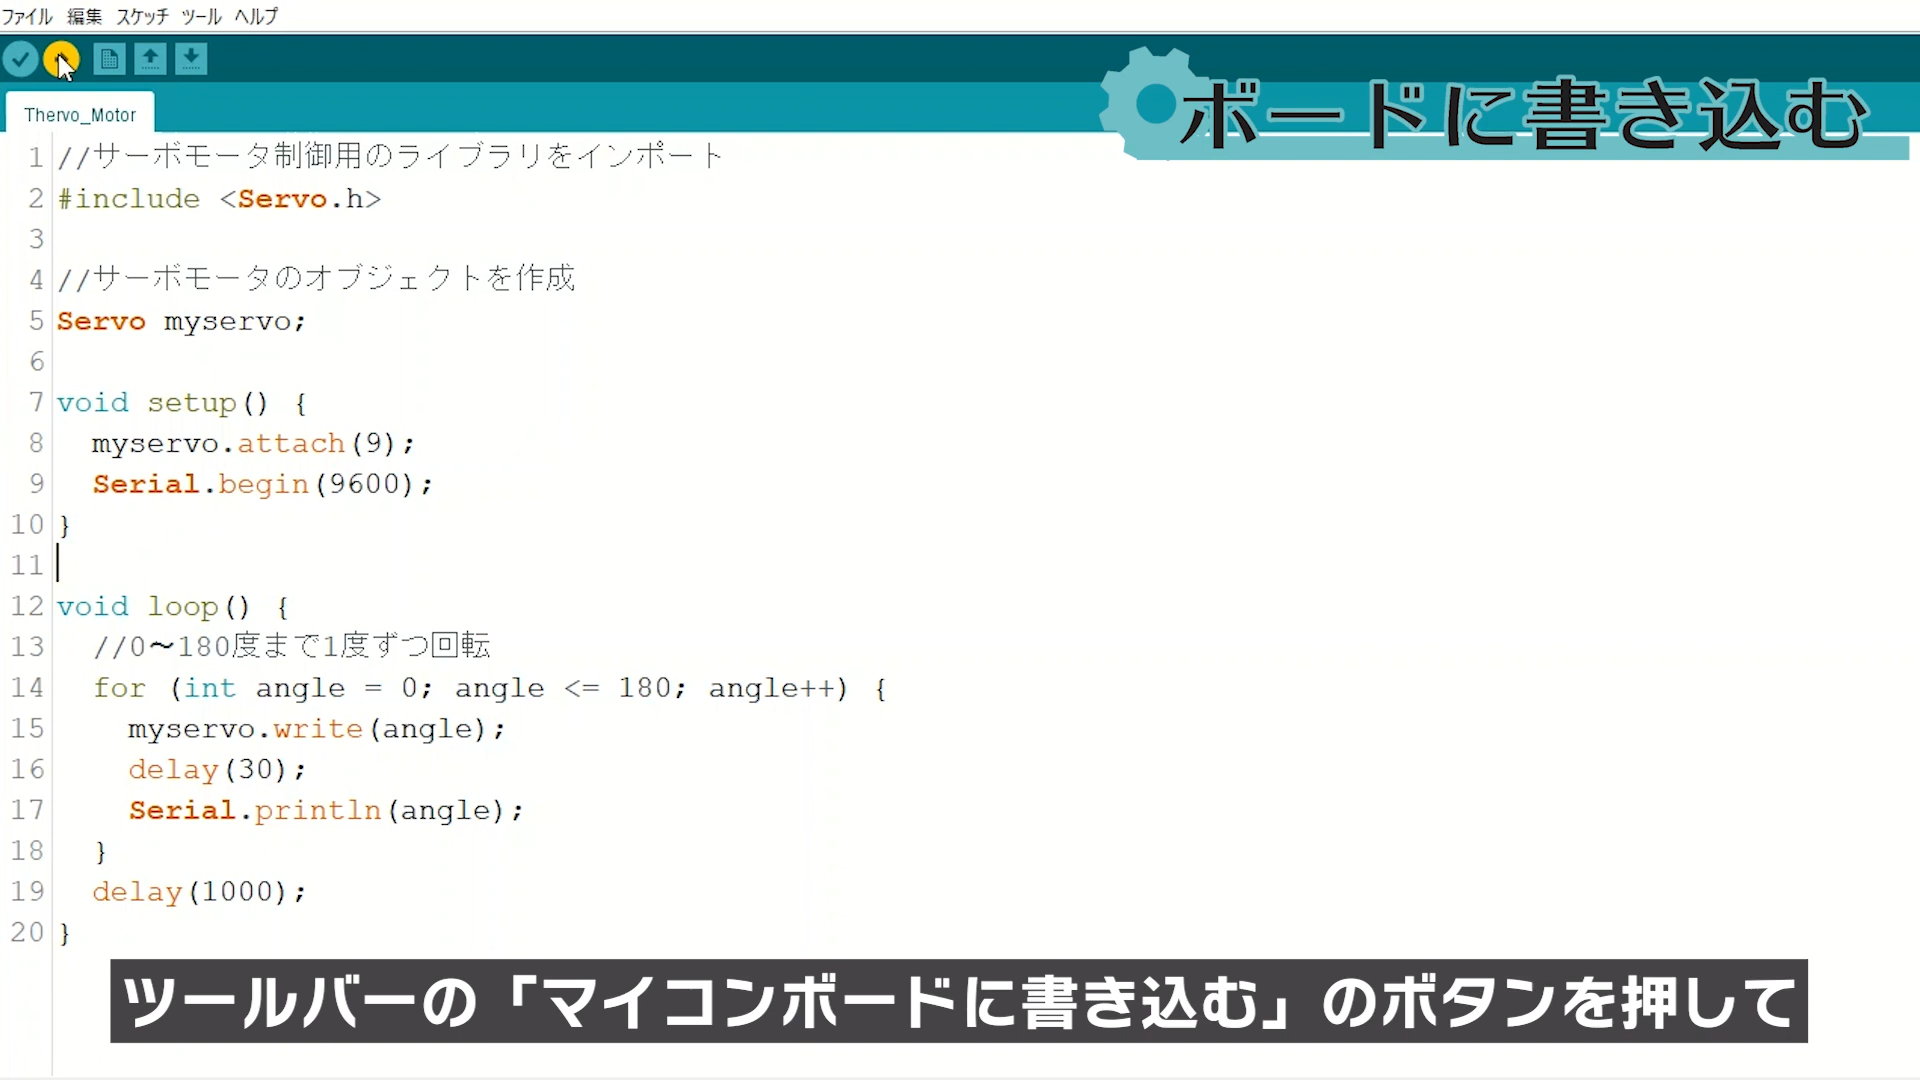 ファイル 編集 スケッチ ツール ヘルプ
ボードに書き込む
Thervo_Motor
1 //サーボモータ制御用のライブラリをインポート
2 #include <Servo.h>
3
4 //サーボモータのオブジェクトを作成
5 Servo myservo;
6
7 void setup() {
8   myservo.attach(9);
9   Serial.begin(9600);
10 }
11
12 void loop() {
13   //0〜180度まで1度ずつ回転
14   for (int angle = 0; angle <= 180; angle++) {
15     myservo.write(angle);
16     delay(30);
17     Serial.println(angle);
18   }
19   delay(1000);
20 }
ツールバーの「マイコンボードに書き込む」のボタンを押して